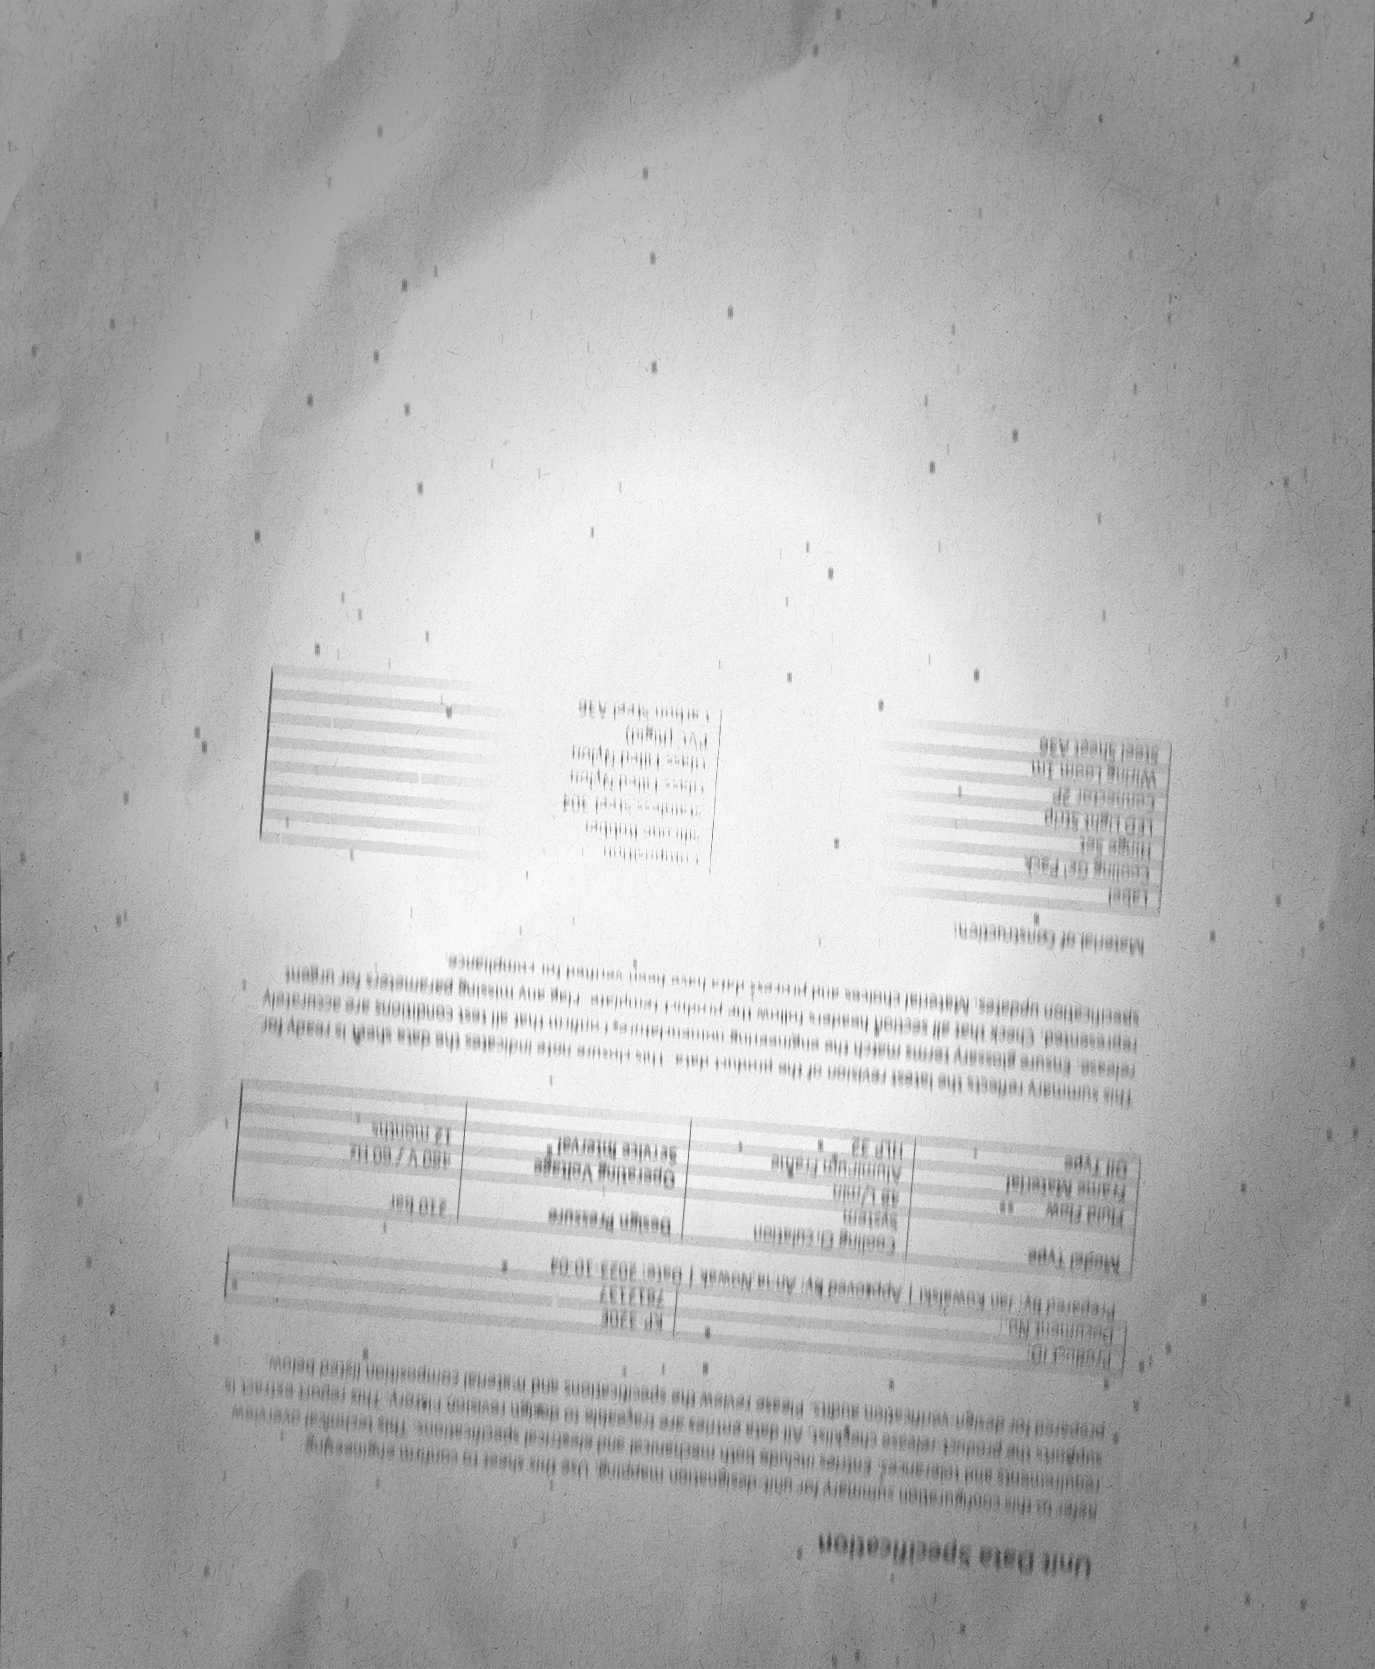 Unit Data Specification
Refer to this configuration summary for unit designation mapping. Use this sheet to confirm engineering
requirements and tolerances. Entries include both mechanical and electrical specifications. This technical overview
supports the product release checklist. All data entries are traceable to design revision history. This report extract is
prepared for design verification audits. Please review the specifications and material composition listed below.
Product ID: KP-320E
Document No.: 7812137
Prepared by: Jan Kowalski | Approved by: Anna Nowak | Date: 2023-10-09
Model Type Cooling Circulation System Design Pressure 210 bar
Fluid Flow 48 L/min Operating Voltage 480 V / 60 Hz
Frame Material Aluminum Frame Service Interval 12 months
Oil Type HLP 32
This summary reflects the latest revision of the product data. This closure note indicates the data sheet is ready for
release. Ensure glossary terms match the engineering nomenclature. Confirm that all test conditions are accurately
represented. Check that all section headers follow the product template. Flag any missing parameters for urgent
specification updates. Material choices and process data have been verified for compliance.
Material of Construction:
Label Composition
Cooling Gel Pack Silicone Rubber
Hinge Set Stainless Steel 304
LED Light Strip Glass Filled Nylon
Connector 2P Glass Filled Nylon
Wiring Loom 1m PVC (Rigid)
Steel Sheet A36 Carbon Steel A36